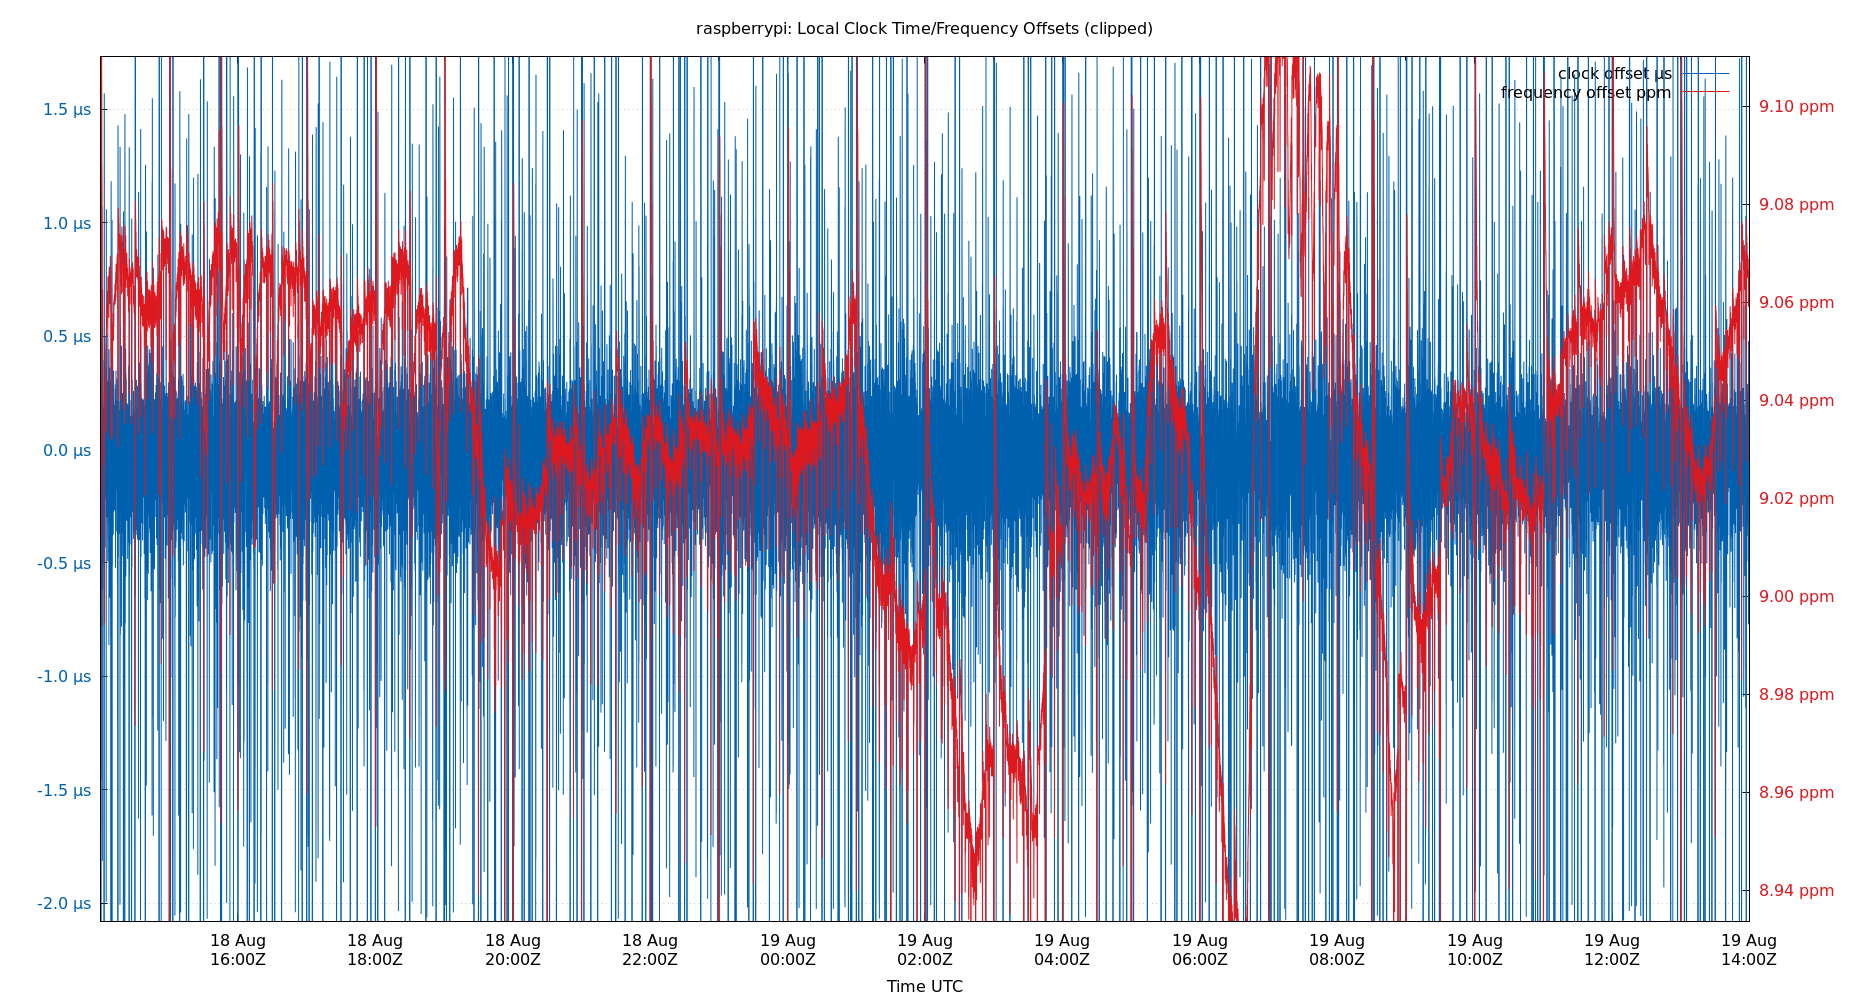 raspberrypi: Local Clock Time/Frequency Offsets (clipped)
clock offset µs
frequency offset ppm
1.5 µs
1.0 µs
0.5 µs
0.0 µs
-0.5 µs
-1.0 µs
-1.5 µs
-2.0 µs
9.10 ppm
9.08 ppm
9.06 ppm
9.04 ppm
9.02 ppm
9.00 ppm
8.98 ppm
8.96 ppm
8.94 ppm
18 Aug 18 Aug 18 Aug 18 Aug 19 Aug 19 Aug 19 Aug 19 Aug 19 Aug 19 Aug 19 Aug 19 Aug
16:00Z 18:00Z 20:00Z 22:00Z 00:00Z 02:00Z 04:00Z 06:00Z 08:00Z 10:00Z 12:00Z 14:00Z
Time UTC